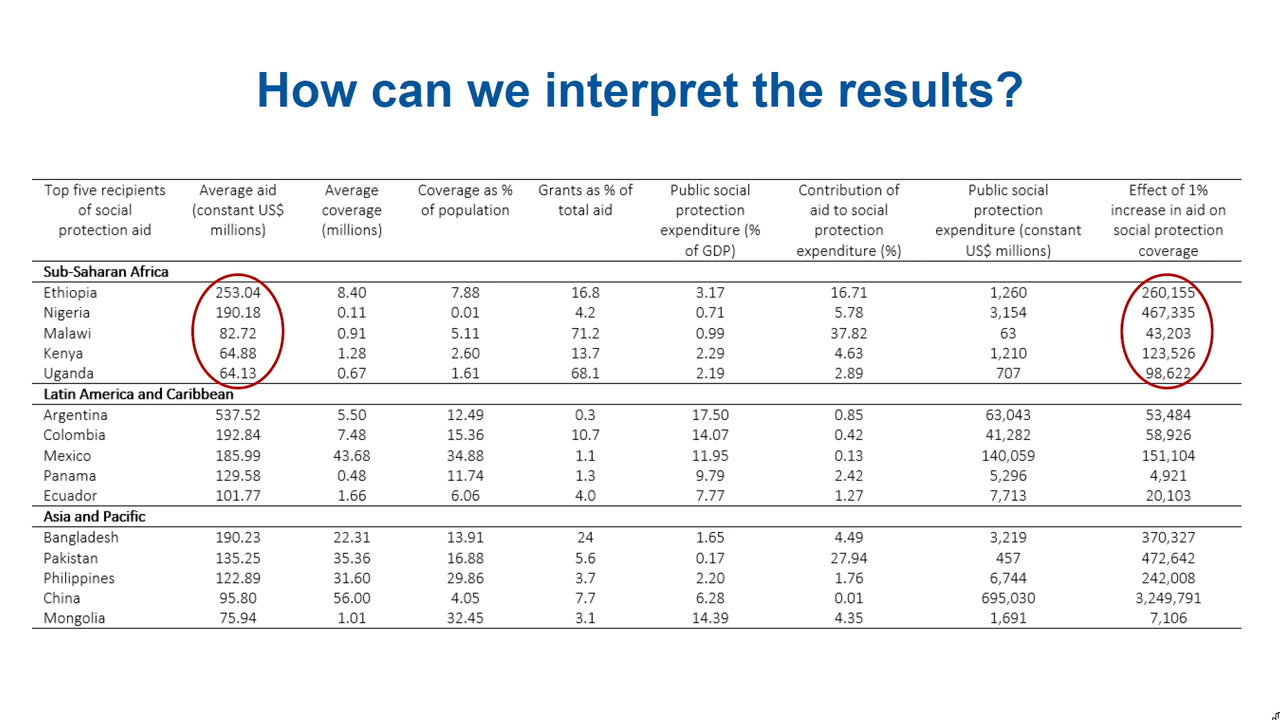 How can we interpret the results?
Top five recipients of social protection aid Average aid (constant US$ millions) Average coverage (millions) Coverage as % of population Grants as % of total aid Public social protection expenditure (% of GDP) Contribution of aid to social protection expenditure (%) Public social protection expenditure (constant US$ millions) Effect of 1% increase in aid on social protection coverage
Sub-Saharan Africa
Ethiopia 253.04 8.40 7.88 16.8 3.17 16.71 1,260 260,155
Nigeria 190.18 0.11 0.01 4.2 0.71 5.78 3,154 467,335
Malawi 82.72 0.91 5.11 71.2 0.99 37.82 63 43,203
Kenya 64.88 1.28 2.60 13.7 2.29 4.63 1,210 123,526
Uganda 64.13 0.67 1.61 68.1 2.19 2.89 707 98,622
Latin America and Caribbean
Argentina 537.52 5.50 12.49 0.3 17.50 0.85 63,043 53,484
Colombia 192.84 7.48 15.36 10.7 14.07 0.42 41,282 58,926
Mexico 185.99 43.68 34.88 1.1 11.95 0.13 140,059 151,104
Panama 129.58 0.48 11.74 1.3 9.79 2.42 5,296 4,921
Ecuador 101.77 1.66 6.06 4.0 7.77 1.27 7,713 20,103
Asia and Pacific
Bangladesh 190.23 22.31 13.91 24 1.65 4.49 3,219 370,327
Pakistan 135.25 35.36 16.88 5.6 0.17 27.94 457 472,642
Philippines 122.89 31.60 29.86 3.7 2.20 1.76 6,744 242,008
China 95.80 56.00 4.05 7.7 6.28 0.01 695,030 3,249,791
Mongolia 75.94 1.01 32.45 3.1 14.39 4.35 1,691 7,106